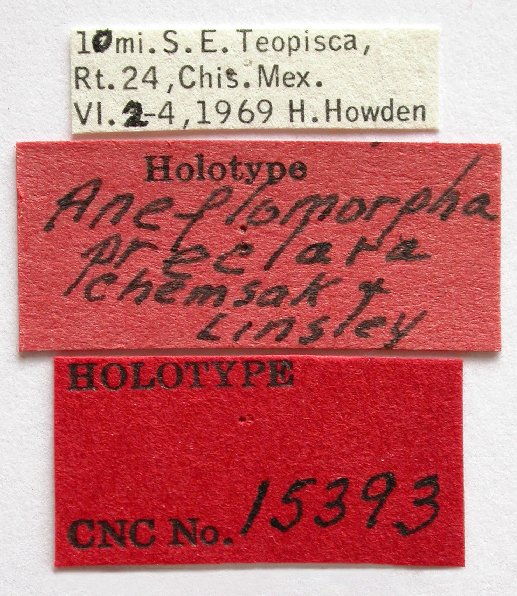 10mi. S. E. Teopisca,
Rt. 24, Chis. Mex.
VI. 2-4, 1969 H. Howden
Holotype
Aneflomorpha
preclara
Chemsak &
Linsley
HOLOTYPE
CNC No. 15393